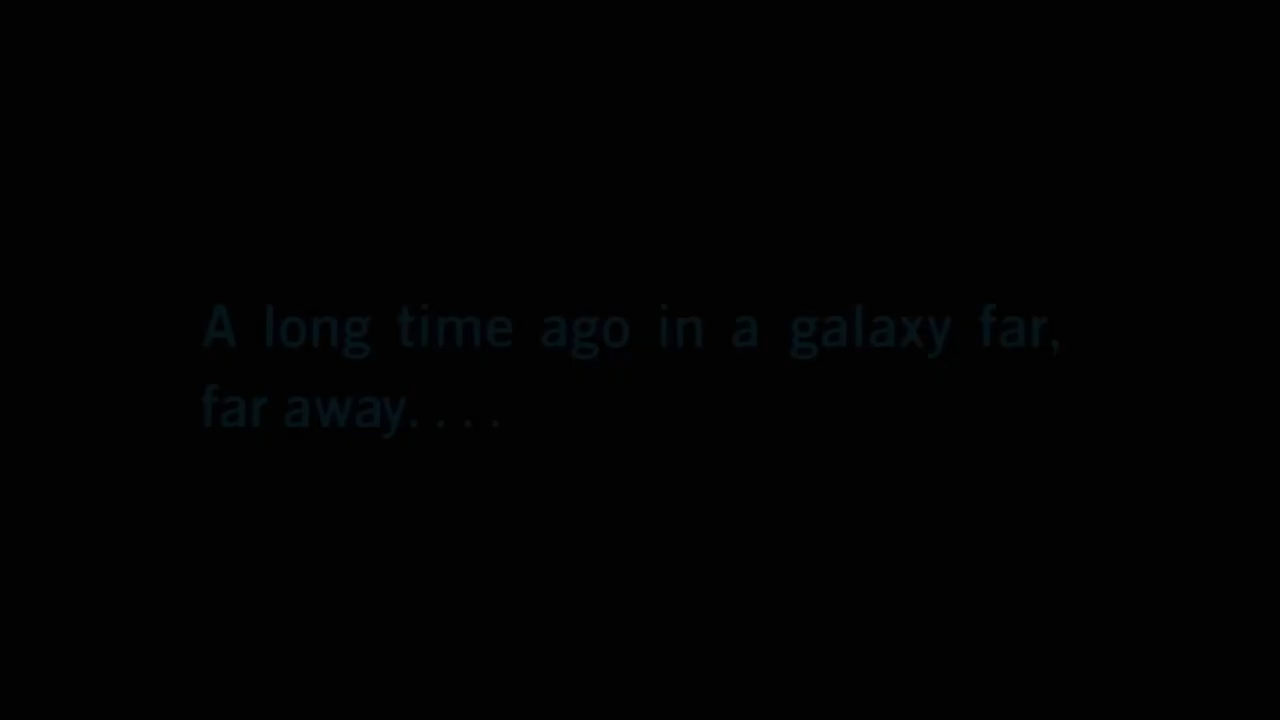 A long time ago in a galaxy far,
far away. . . .